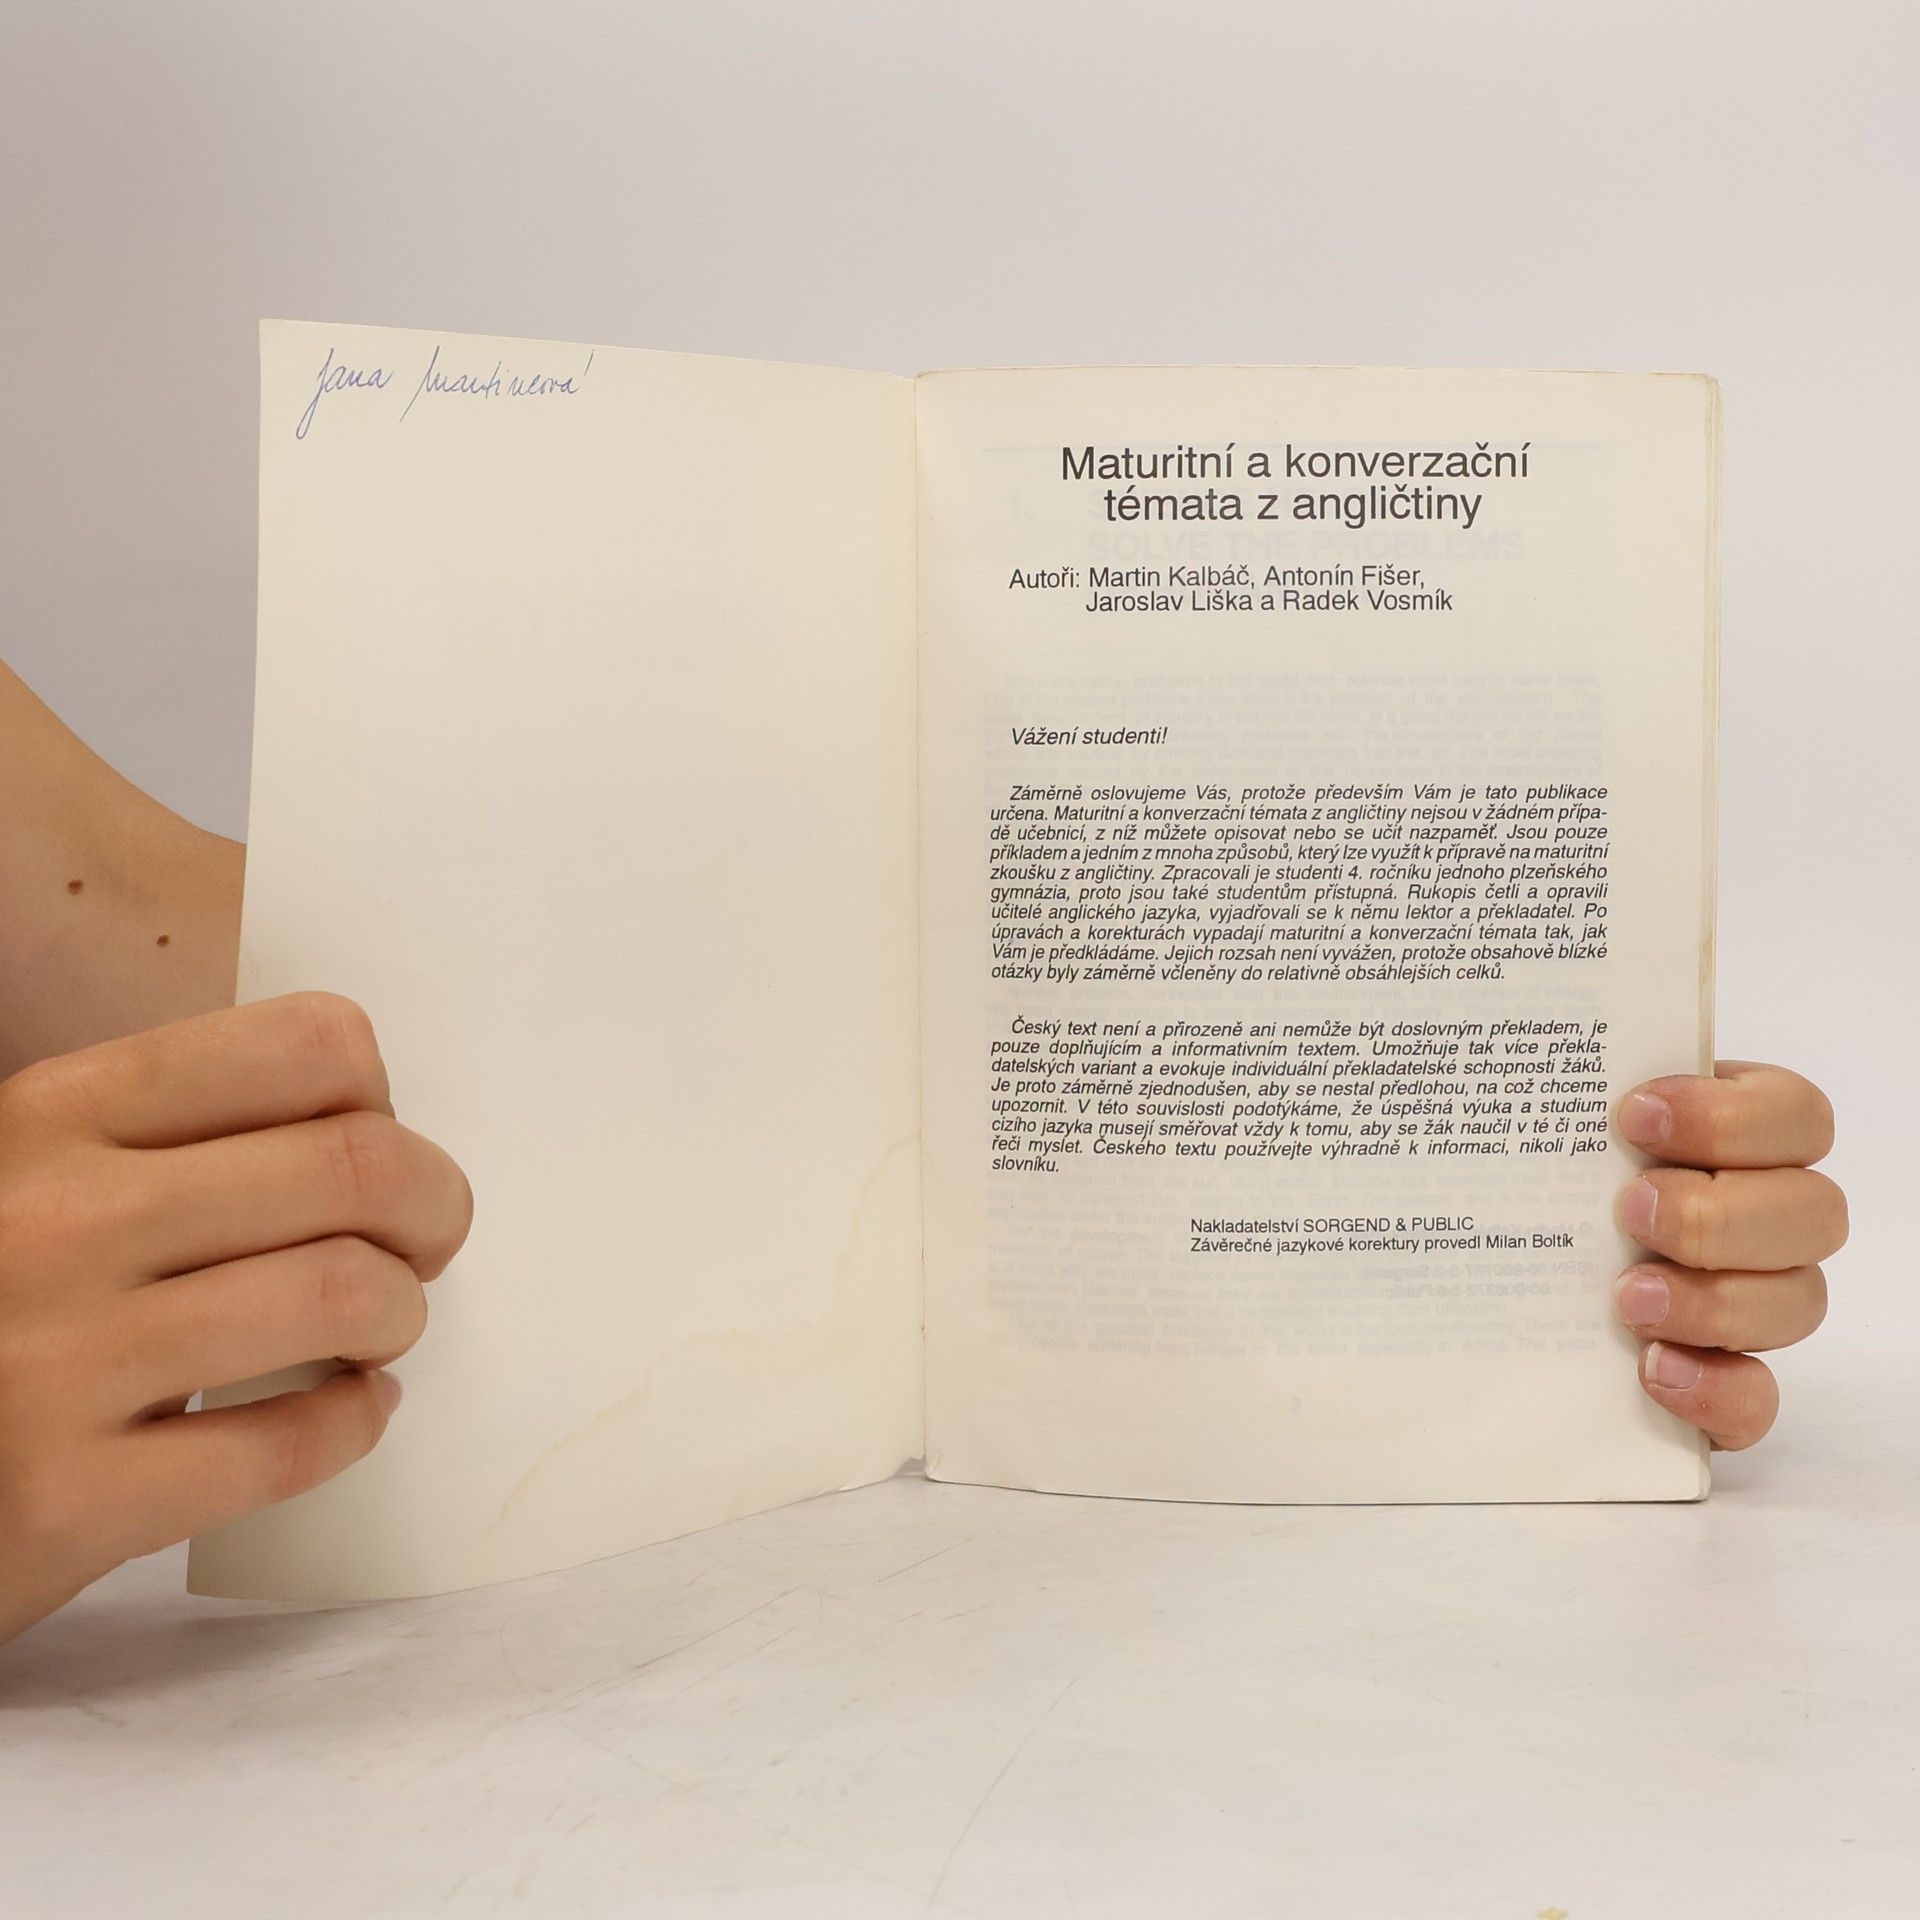 Jana Martincová
Maturitní a konverzační
témata z angličtiny
SOLVE THE PROBLEMS
Autoři: Martin Kalbáč, Antonín Fišer,
Jaroslav Liška a Radek Vosmík
Vážení studenti!
Záměrně oslovujeme Vás, protože především Vám je tato publikace
určena. Maturitní a konverzační témata z angličtiny nejsou v žádném přípa-
dě učebnicí, z níž můžete opisovat nebo se učit nazpaměť. Jsou pouze
příkladem a jedním z mnoha způsobů, který lze využít k přípravě na maturitní
zkoušku z angličtiny. Zpracovali je studenti 4. ročníku jednoho plzeňského
gymnázia, proto jsou také studentům přístupná. Rukopis četli a opravili
učitelé anglického jazyka, vyjadřovali se k němu lektor a překladatel. Po
úpravách a korekturách vypadají maturitní a konverzační témata tak, jak
Vám je předkládáme. Jejich rozsah není vyvážen, protože obsahově blízké
otázky byly záměrně včleněny do relativně obsáhlejších celků.
Český text není a přirozeně ani nemůže být doslovným překladem, je
pouze doplňujícím a informativním textem. Umožňuje tak více překla-
datelských variant a evokuje individuální překladatelské schopnosti žáků.
Je proto záměrně zjednodušen, aby se nestal předlohou, na což chceme
upozornit. V této souvislosti podotýkáme, že úspěšná výuka a studium
cizího jazyka musejí směřovat vždy k tomu, aby se žák naučil v té či oné
řeči myslet. Českého textu používejte výhradně k informaci, nikoli jako
slovníku.
Nakladatelství SORGEND & PUBLIC
Závěrečné jazykové korektury provedl Milan Boltík